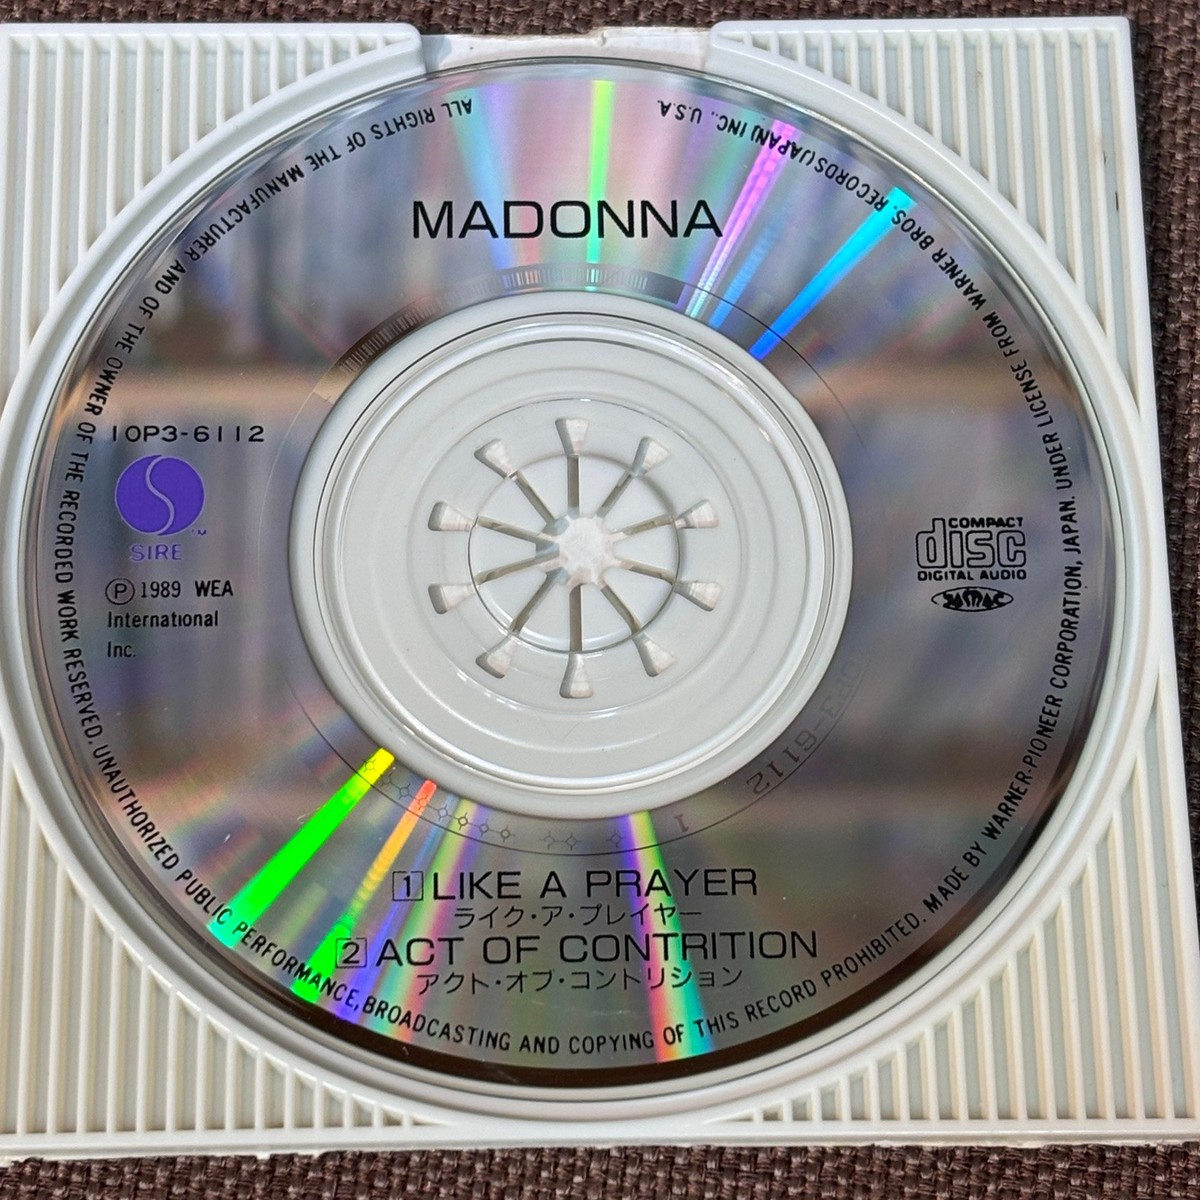 MADONNA
10P3-6112
SIRE
TM
Ⓟ 1989 WEA
International
Inc.
COMPACT
disc
DIGITAL AUDIO
1 LIKE A PRAYER
ライク・ア・プレイヤー
2 ACT OF CONTRITION
アクト・オブ・コントリション
ALL RIGHTS OF THE MANUFACTURER AND OF THE OWNER OF THE RECORDED WORK RESERVED. UNAUTHORIZED PUBLIC PERFORMANCE, BROADCASTING AND COPYING OF THIS RECORD PROHIBITED. MADE BY WARNER-PIONEER CORPORATION, JAPAN. UNDER LICENSE FROM WARNER BROS. RECORDS (JAPAN) INC., U.S.A.
10P3-6112 1